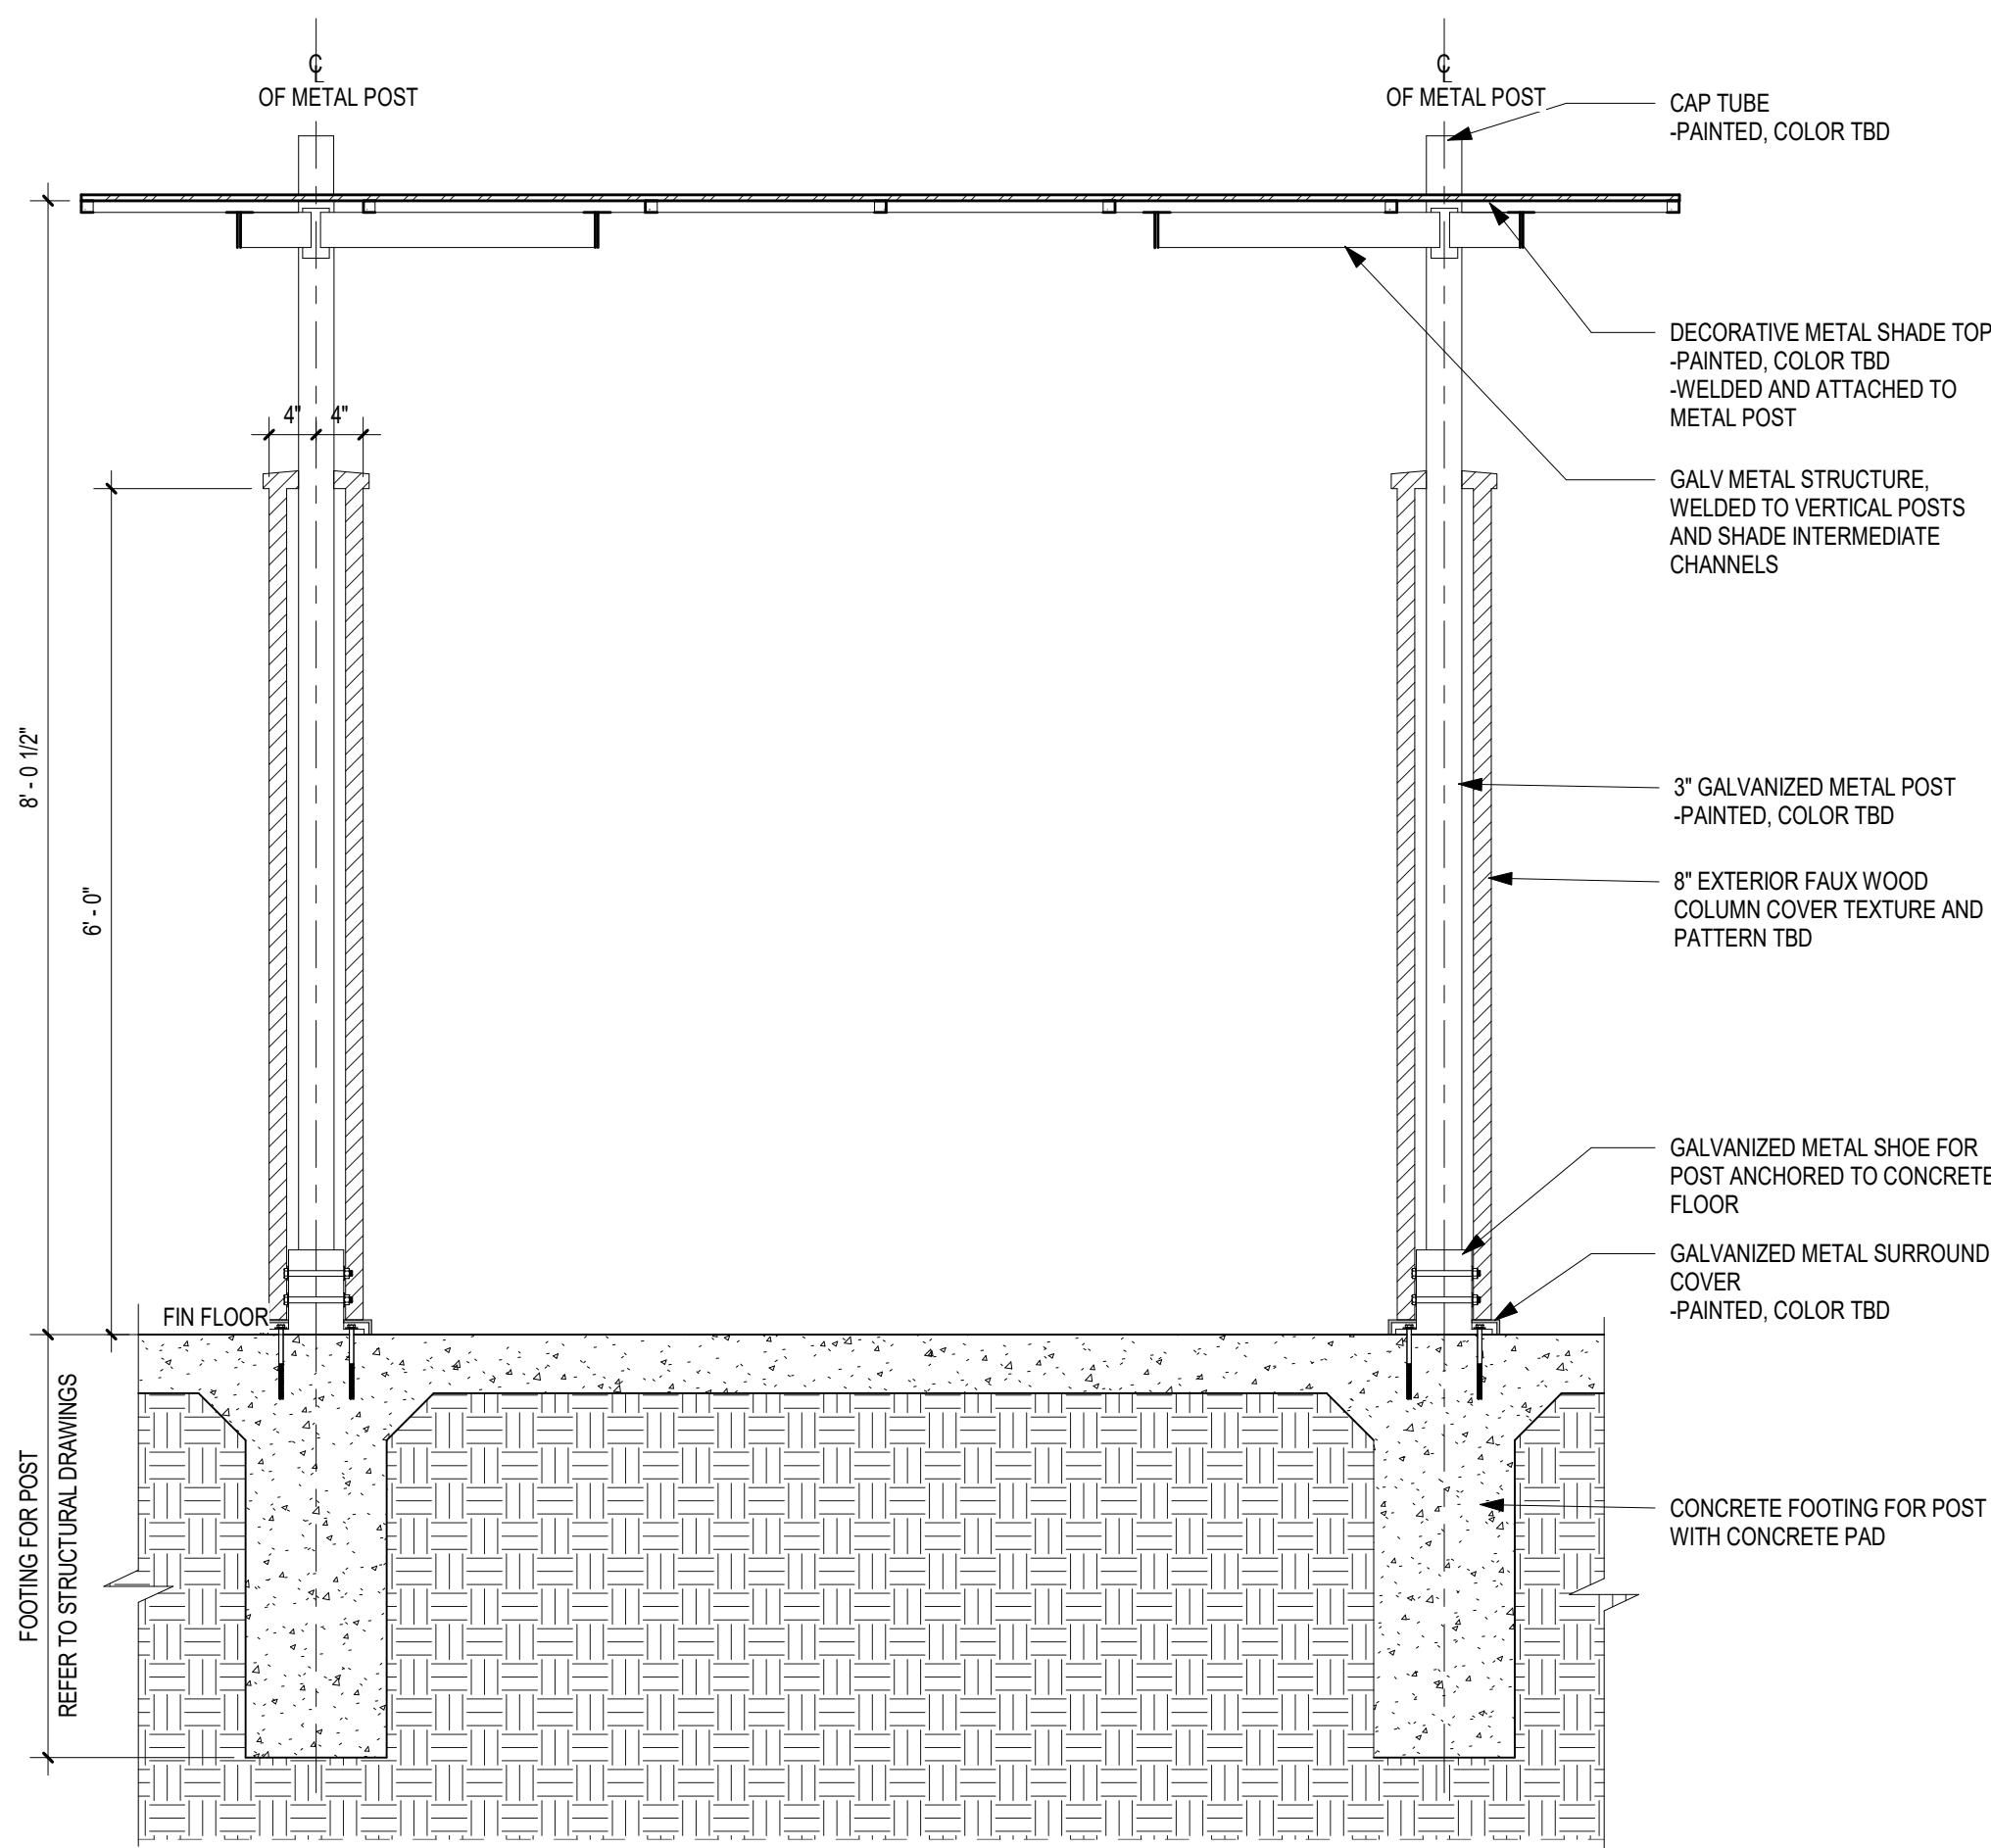 ℄
OF METAL POST
℄
OF METAL POST
CAP TUBE
-PAINTED, COLOR TBD
DECORATIVE METAL SHADE TOP
-PAINTED, COLOR TBD
-WELDED AND ATTACHED TO
METAL POST
4" 4"
GALV METAL STRUCTURE,
WELDED TO VERTICAL POSTS
AND SHADE INTERMEDIATE
CHANNELS
8' - 0 1/2"
6' - 0"
3" GALVANIZED METAL POST
-PAINTED, COLOR TBD
8" EXTERIOR FAUX WOOD
COLUMN COVER TEXTURE AND
PATTERN TBD
GALVANIZED METAL SHOE FOR
POST ANCHORED TO CONCRETE
FLOOR
GALVANIZED METAL SURROUND
COVER
-PAINTED, COLOR TBD
FIN FLOOR
FOOTING FOR POST
REFER TO STRUCTURAL DRAWINGS
CONCRETE FOOTING FOR POST
WITH CONCRETE PAD